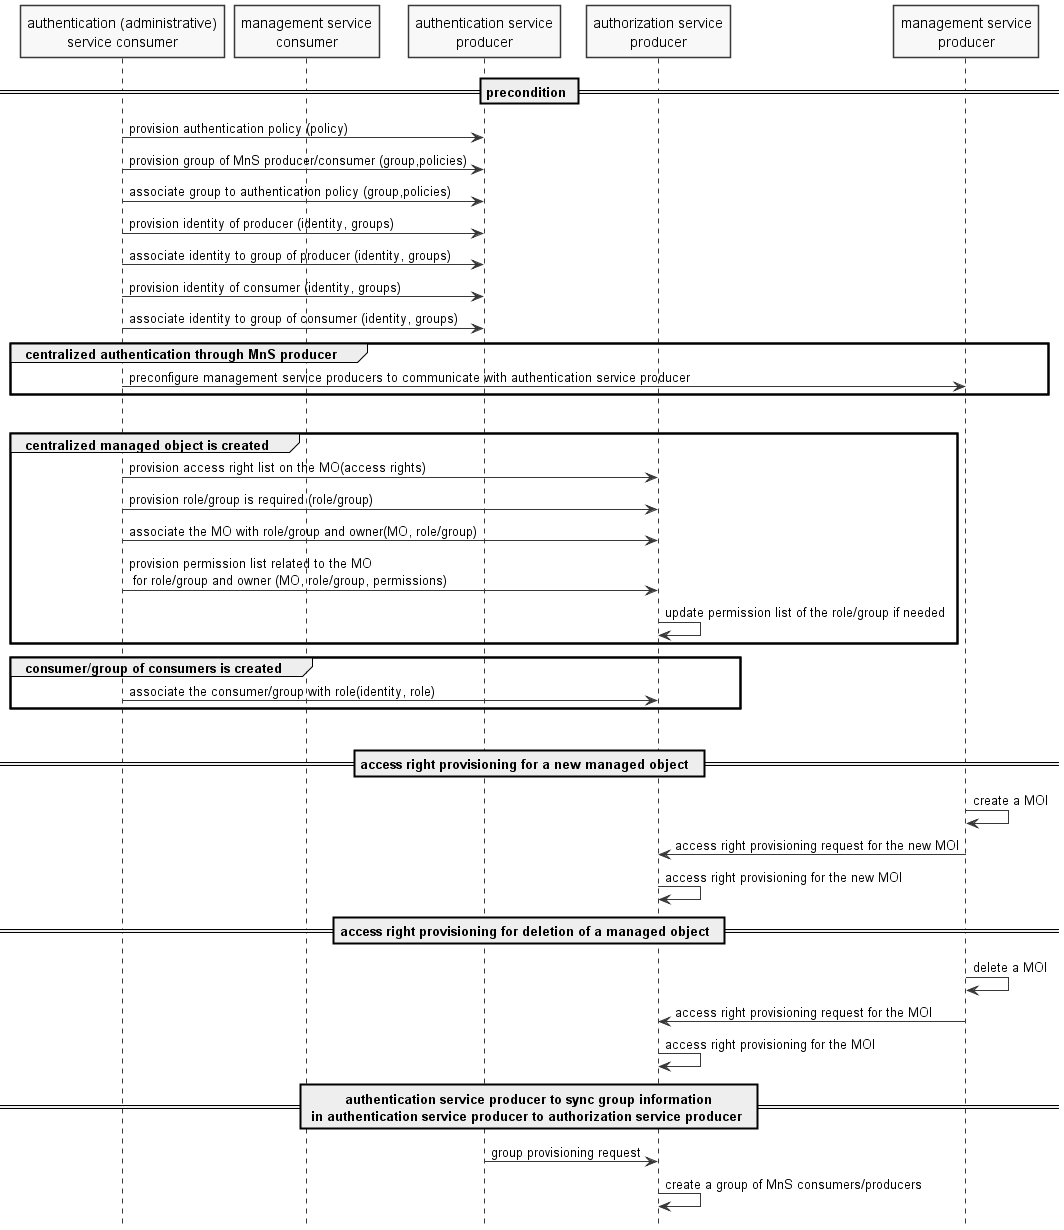 authentication (administrative)
service consumer
management service
consumer
authentication service
producer
authorization service
producer
management service
producer
precondition
provision authentication policy (policy)
provision group of MnS producer/consumer (group,policies)
associate group to authentication policy (group,policies)
provision identity of producer (identity, groups)
associate identity to group of producer (identity, groups)
provision identity of consumer (identity, groups)
associate identity to group of consumer (identity, groups)
centralized authentication through MnS producer
preconfigure management service producers to communicate with authentication service producer
centralized managed object is created
provision access right list on the MO(access rights)
provision role/group is required (role/group)
associate the MO with role/group and owner(MO, role/group)
provision permission list related to the MO
for role/group and owner (MO, role/group, permissions)
update permission list of the role/group if needed
consumer/group of consumers is created
associate the consumer/group with role(identity, role)
access right provisioning for a new managed object
create a MOI
access right provisioning request for the new MOI
access right provisioning for the new MOI
access right provisioning for deletion of a managed object
delete a MOI
access right provisioning request for the MOI
access right provisioning for the MOI
authentication service producer to sync group information
in authentication service producer to authorization service producer
group provisioning request
create a group of MnS consumers/producers